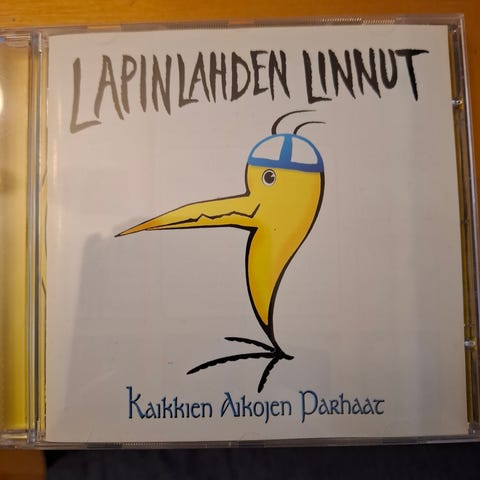 LAPINLAHDEN LINNUT
Kaikkien Aikojen Parhaat